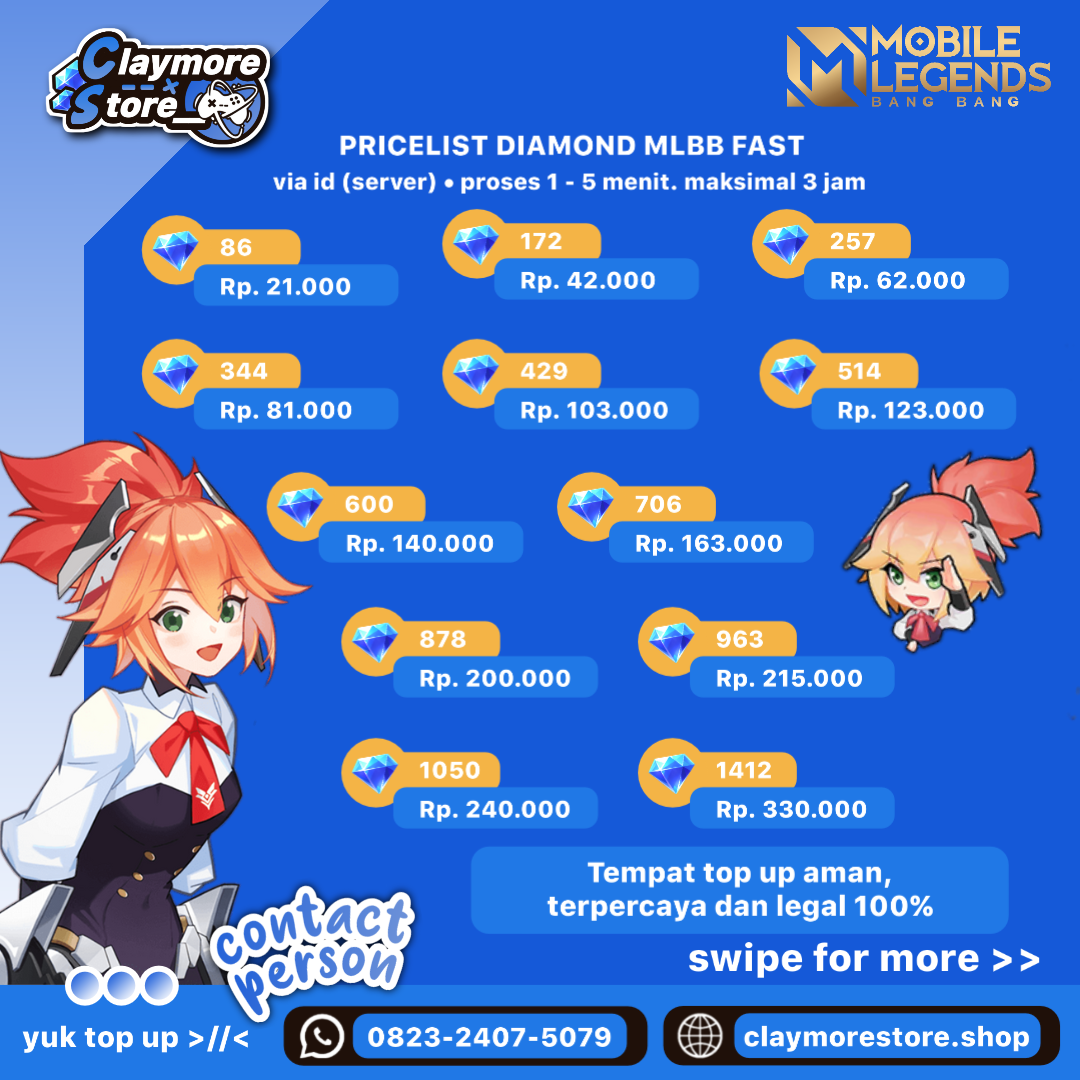 Claymore
Store_
MOBILE
LEGENDS
BANG BANG
PRICELIST DIAMOND MLBB FAST
via id (server) • proses 1 - 5 menit. maksimal 3 jam
86
Rp. 21.000
172
Rp. 42.000
257
Rp. 62.000
344
Rp. 81.000
429
Rp. 103.000
514
Rp. 123.000
600
Rp. 140.000
706
Rp. 163.000
878
Rp. 200.000
963
Rp. 215.000
1050
Rp. 240.000
1412
Rp. 330.000
Tempat top up aman,
terpercaya dan legal 100%
swipe for more >>
contact
person
yuk top up >//<
0823-2407-5079
claymorestore.shop